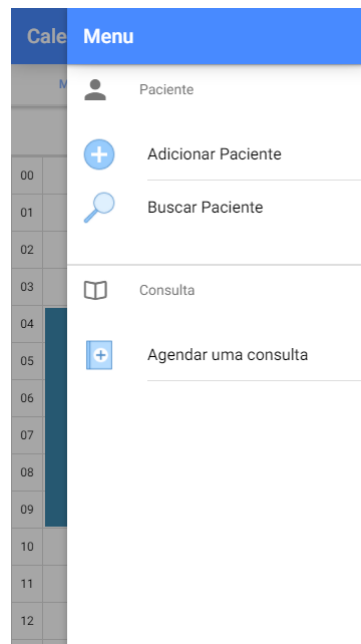 Cale
Menu
M
Paciente
Adicionar Paciente
Buscar Paciente
Consulta
Agendar uma consulta
00
01
02
03
04
05
06
07
08
09
10
11
12